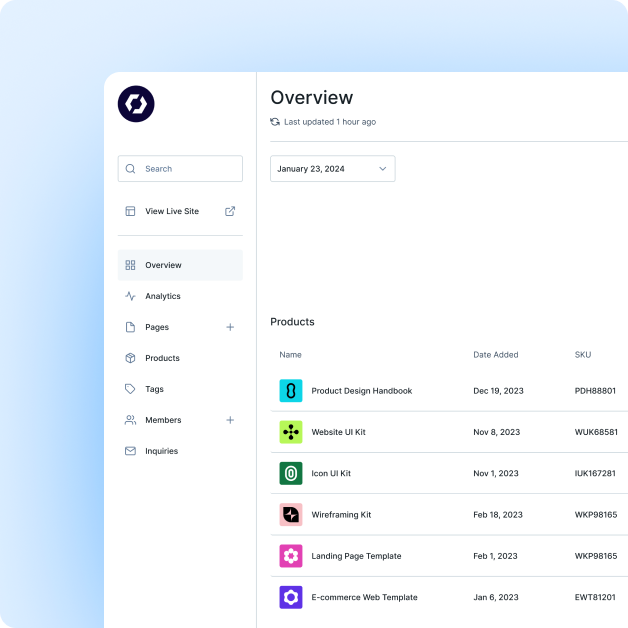 Overview
Last updated 1 hour ago
Search
January 23, 2024
View Live Site
Overview
Analytics
Pages
Products
Tags
Members
Inquiries
Products
Name Date Added SKU
Product Design Handbook Dec 19, 2023 PDH88801
Website UI Kit Nov 8, 2023 WUK68581
Icon UI Kit Nov 1, 2023 IUK167281
Wireframing Kit Feb 18, 2023 WKP98165
Landing Page Template Feb 1, 2023 WKP98165
E-commerce Web Template Jan 6, 2023 EWT81201